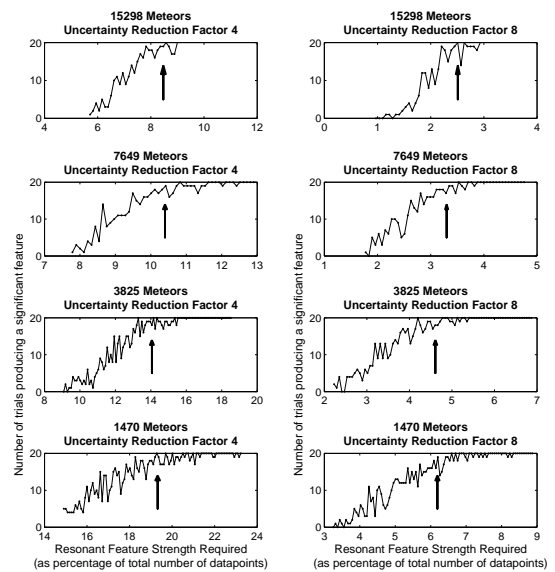 15298 Meteors
Uncertainty Reduction Factor 4
20
10
0
4 6 8 10 12
15298 Meteors
Uncertainty Reduction Factor 8
20
10
0
0 1 2 3 4
7649 Meteors
Uncertainty Reduction Factor 4
20
10
0
7 8 9 10 11 12 13
7649 Meteors
Uncertainty Reduction Factor 8
20
10
0
1 2 3 4 5
3825 Meteors
Uncertainty Reduction Factor 4
20
10
0
8 10 12 14 16 18 20
3825 Meteors
Uncertainty Reduction Factor 8
20
10
0
2 3 4 5 6 7
1470 Meteors
Uncertainty Reduction Factor 4
20
10
0
14 16 18 20 22 24
1470 Meteors
Uncertainty Reduction Factor 8
20
10
0
3 4 5 6 7 8 9
Number of trials producing a significant feature
Number of trials producing a significant feature
Resonant Feature Strength Required
(as percentage of total number of datapoints)
Resonant Feature Strength Required
(as percentage of total number of datapoints)